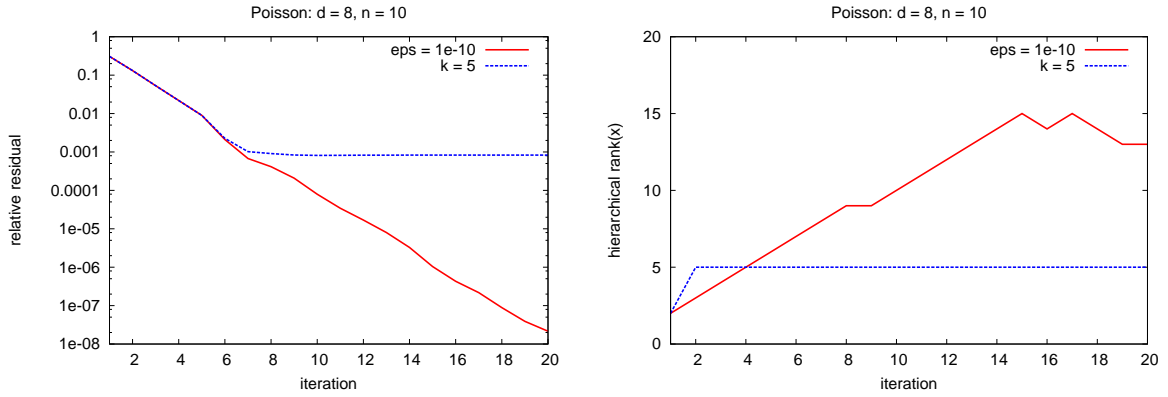 Poisson: d = 8, n = 10
eps = 1e-10
k = 5
1
0.1
0.01
0.001
0.0001
1e-05
1e-06
1e-07
1e-08
2 4 6 8 10 12 14 16 18 20
relative residual
iteration
Poisson: d = 8, n = 10
eps = 1e-10
k = 5
20
15
10
5
0
2 4 6 8 10 12 14 16 18 20
hierarchical rank(x)
iteration